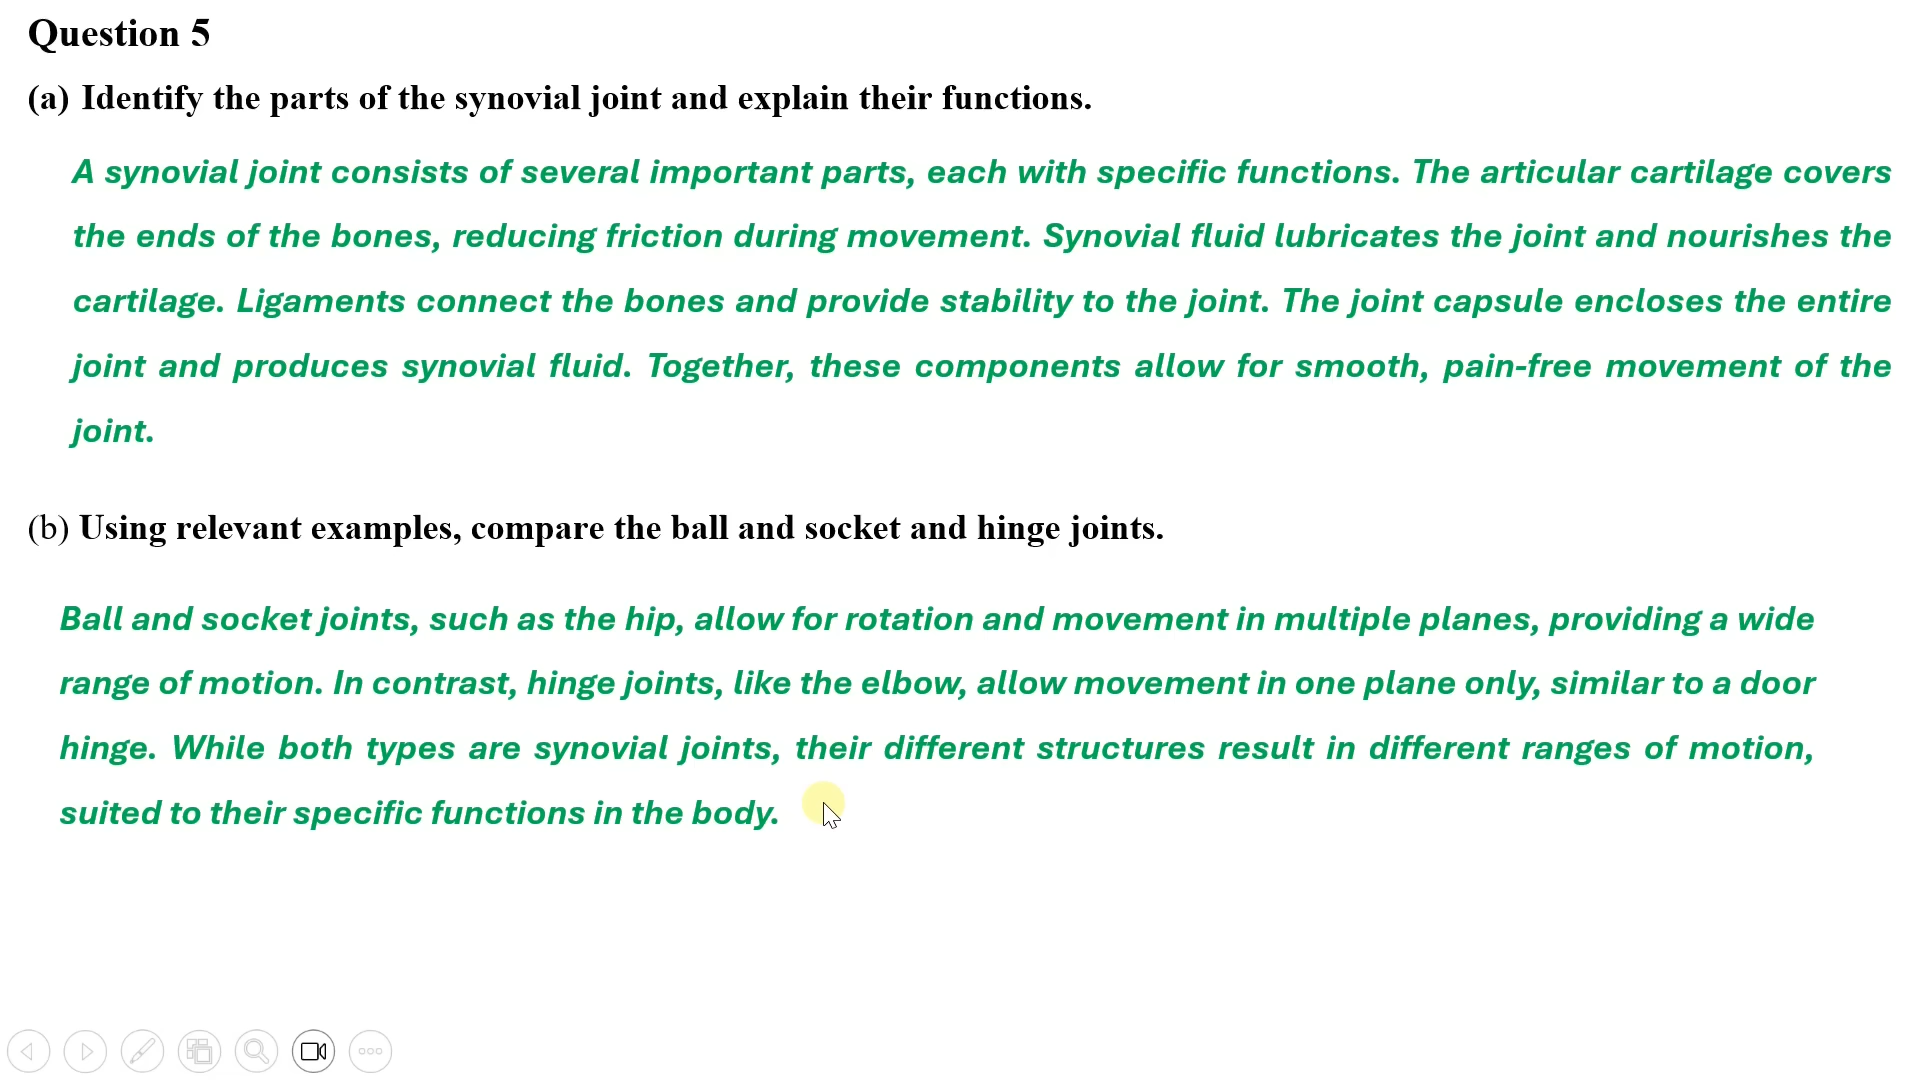 Question 5
(a) Identify the parts of the synovial joint and explain their functions.
A synovial joint consists of several important parts, each with specific functions. The articular cartilage covers
the ends of the bones, reducing friction during movement. Synovial fluid lubricates the joint and nourishes the
cartilage. Ligaments connect the bones and provide stability to the joint. The joint capsule encloses the entire
joint and produces synovial fluid. Together, these components allow for smooth, pain-free movement of the
joint.
(b) Using relevant examples, compare the ball and socket and hinge joints.
Ball and socket joints, such as the hip, allow for rotation and movement in multiple planes, providing a wide
range of motion. In contrast, hinge joints, like the elbow, allow movement in one plane only, similar to a door
hinge. While both types are synovial joints, their different structures result in different ranges of motion,
suited to their specific functions in the body.